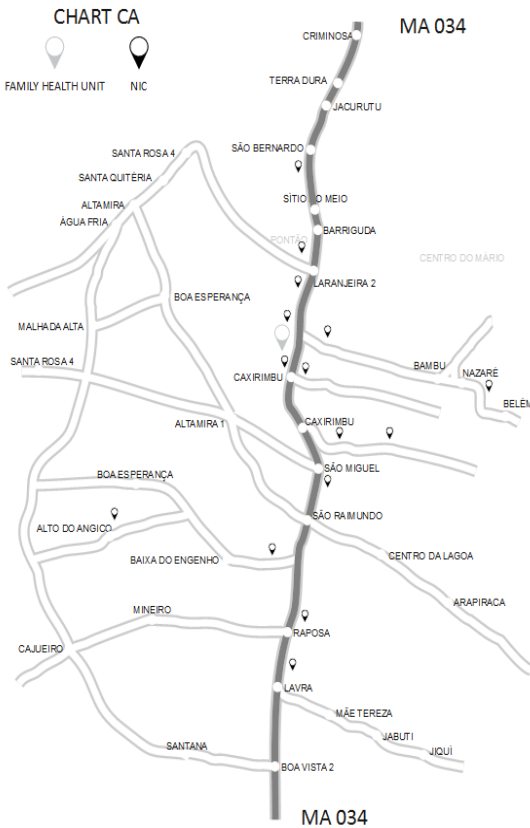 CHART CA
MA 034
FAMILY HEALTH UNIT
NIC
CRIMINOSA
TERRA DURA
JACURUTU
SÃO BERNARDO
SANTA ROSA 4
SANTA QUITÉRIA
ALTAMIRA
ÁGUA FRIA
SÍTIO DO MEIO
BARRIGUDA
PONTÃO
CENTRO DO MÁRIO
LARANJEIRA 2
BOA ESPERANÇA
MALHADA ALTA
SANTA ROSA 4
BAMBU
NAZARÉ
CAXIRIMBU
BELÉM
ALTAMIRA 1
CAXIRIMBU
SÃO MIGUEL
BOA ESPERANÇA
SÃO RAIMUNDO
ALTO DO ANGICO
BAIXA DO ENGENHO
CENTRO DA LAGOA
ARAPIRACA
MINEIRO
RAPOSA
CAJUEIRO
LAVRA
MÃE TEREZA
JABUTI
JIQUÌ
SANTANA
BOA VISTA 2
MA 034